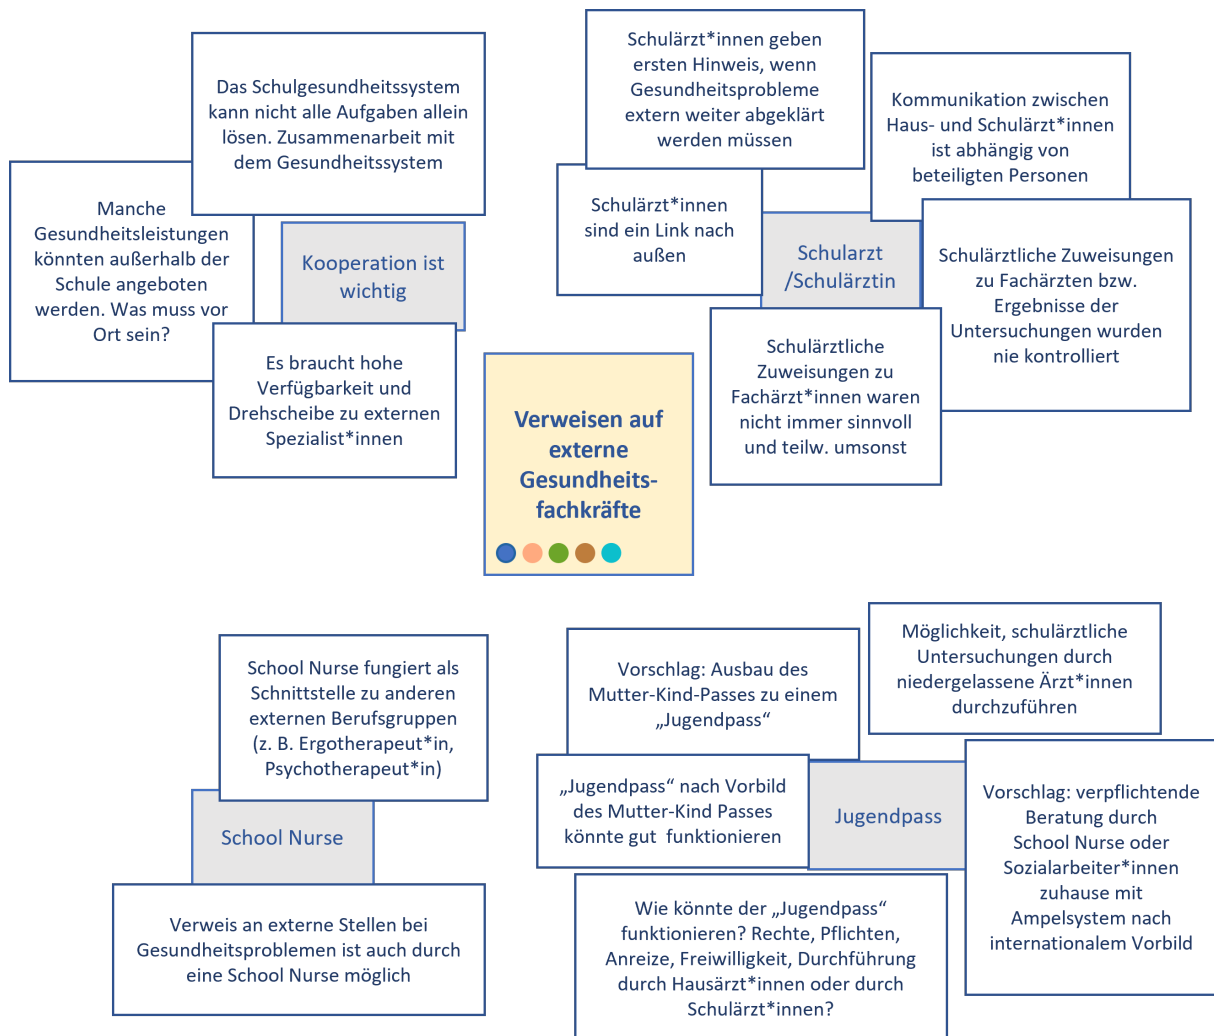 Das Schulgesundheitssystem
kann nicht alle Aufgaben allein
lösen. Zusammenarbeit mit
dem Gesundheitssystem
Manche
Gesundheitsleistungen
könnten außerhalb der
Schule angeboten
werden. Was muss vor
Ort sein?
Kooperation ist
wichtig
Es braucht hohe
Verfügbarkeit und
Drehscheibe zu externen
Spezialist*innen
Schulärzt*innen geben
ersten Hinweis, wenn
Gesundheitsprobleme
extern weiter abgeklärt
werden müssen
Kommunikation zwischen
Haus- und Schulärzt*innen
ist abhängig von
beteiligten Personen
Schulärzt*innen
sind ein Link nach
außen
Schularzt
/Schulärztin
Schulärztliche Zuweisungen
zu Fachärzten bzw.
Ergebnisse der
Untersuchungen wurden
nie kontrolliert
Schulärztliche
Zuweisungen zu
Fachärzt*innen waren
nicht immer sinnvoll
und teilw. umsonst
Verweisen auf
externe
Gesundheits-
fachkräfte
School Nurse fungiert als
Schnittstelle zu anderen
externen Berufsgruppen
(z. B. Ergotherapeut*in,
Psychotherapeut*in)
School Nurse
Verweis an externe Stellen bei
Gesundheitsproblemen ist auch durch
eine School Nurse möglich
Vorschlag: Ausbau des
Mutter-Kind-Passes zu einem
„Jugendpass“
Möglichkeit, schulärztliche
Untersuchungen durch
niedergelassene Ärzt*innen
durchzuführen
„Jugendpass“ nach Vorbild
des Mutter-Kind Passes
könnte gut funktionieren
Jugendpass
Vorschlag: verpflichtende
Beratung durch
School Nurse oder
Sozialarbeiter*innen
zuhause mit
Ampelsystem nach
internationalem Vorbild
Wie könnte der „Jugendpass“
funktionieren? Rechte, Pflichten,
Anreize, Freiwilligkeit, Durchführung
durch Hausärzt*innen oder durch
Schulärzt*innen?